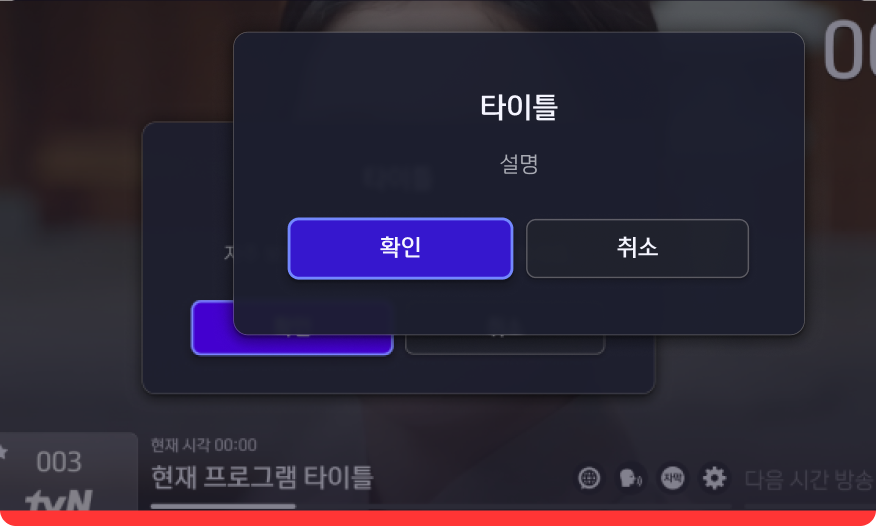 타이틀
설명
확인
취소
003
tvN
현재 시각 00:00
현재 프로그램 타이틀
자막
다음 시간 방송